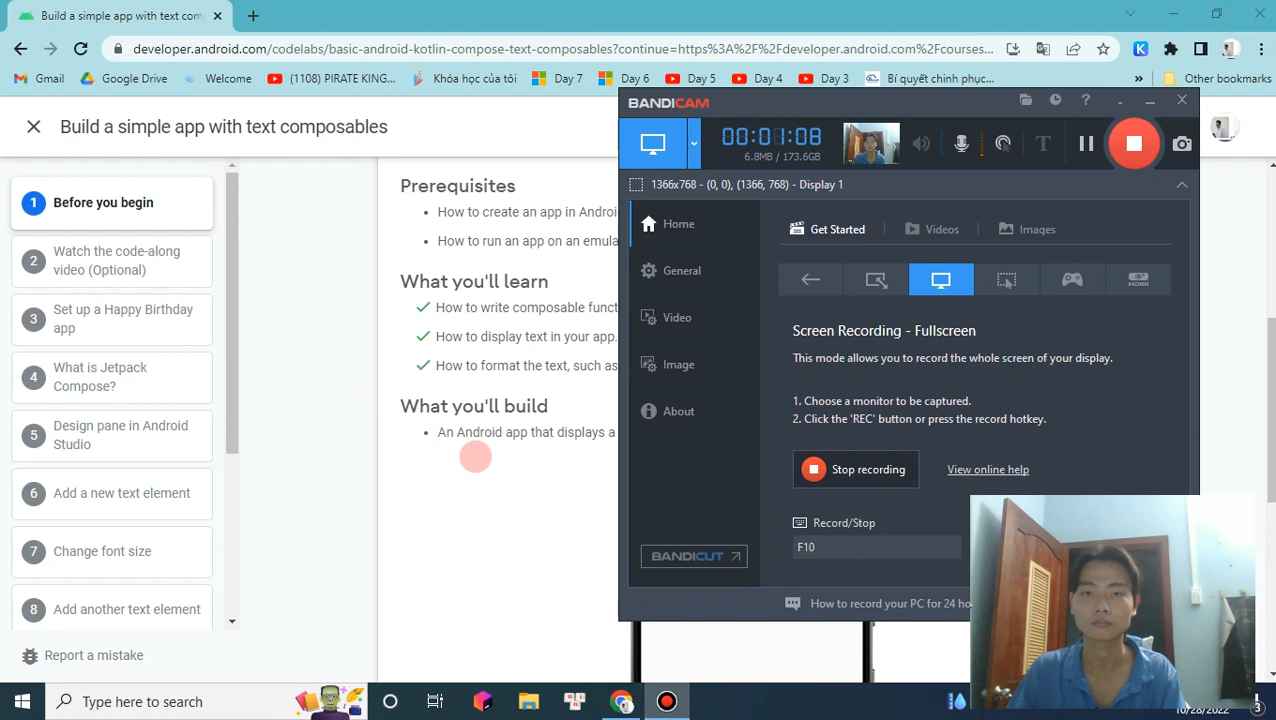 Build a simple app with text com
developer.android.com/codelabs/basic-android-kotlin-compose-text-composables?continue=https%3A%2F%2Fdeveloper.android.com%2Fcourses...
Gmail
Google Drive
Welcome
(1108) PIRATE KING...
Khóa học của tôi
Day 7
Day 6
Day 5
Day 4
Day 3
Bí quyết chinh phục...
»
Other bookmarks
Build a simple app with text composables
1 Before you begin
2 Watch the code-along
video (Optional)
3 Set up a Happy Birthday
app
4 What is Jetpack
Compose?
5 Design pane in Android
Studio
6 Add a new text element
7 Change font size
8 Add another text element
Report a mistake
Prerequisites
• How to create an app in Androi
• How to run an app on an emula
What you'll learn
How to write composable funct
How to display text in your app.
How to format the text, such as
What you'll build
• An Android app that displays a
BANDICAM
00:01:08
6.8MB / 173.6GB
1366x768 - (0, 0), (1366, 768) - Display 1
Home
General
Video
Image
About
BANDICUT
Get Started
Videos
Images
HDMI
Screen Recording - Fullscreen
This mode allows you to record the whole screen of your display.
1. Choose a monitor to be captured.
2. Click the 'REC' button or press the record hotkey.
Stop recording
View online help
Record/Stop
F10
How to record your PC for 24 ho
Type here to search
10/28/2022
3